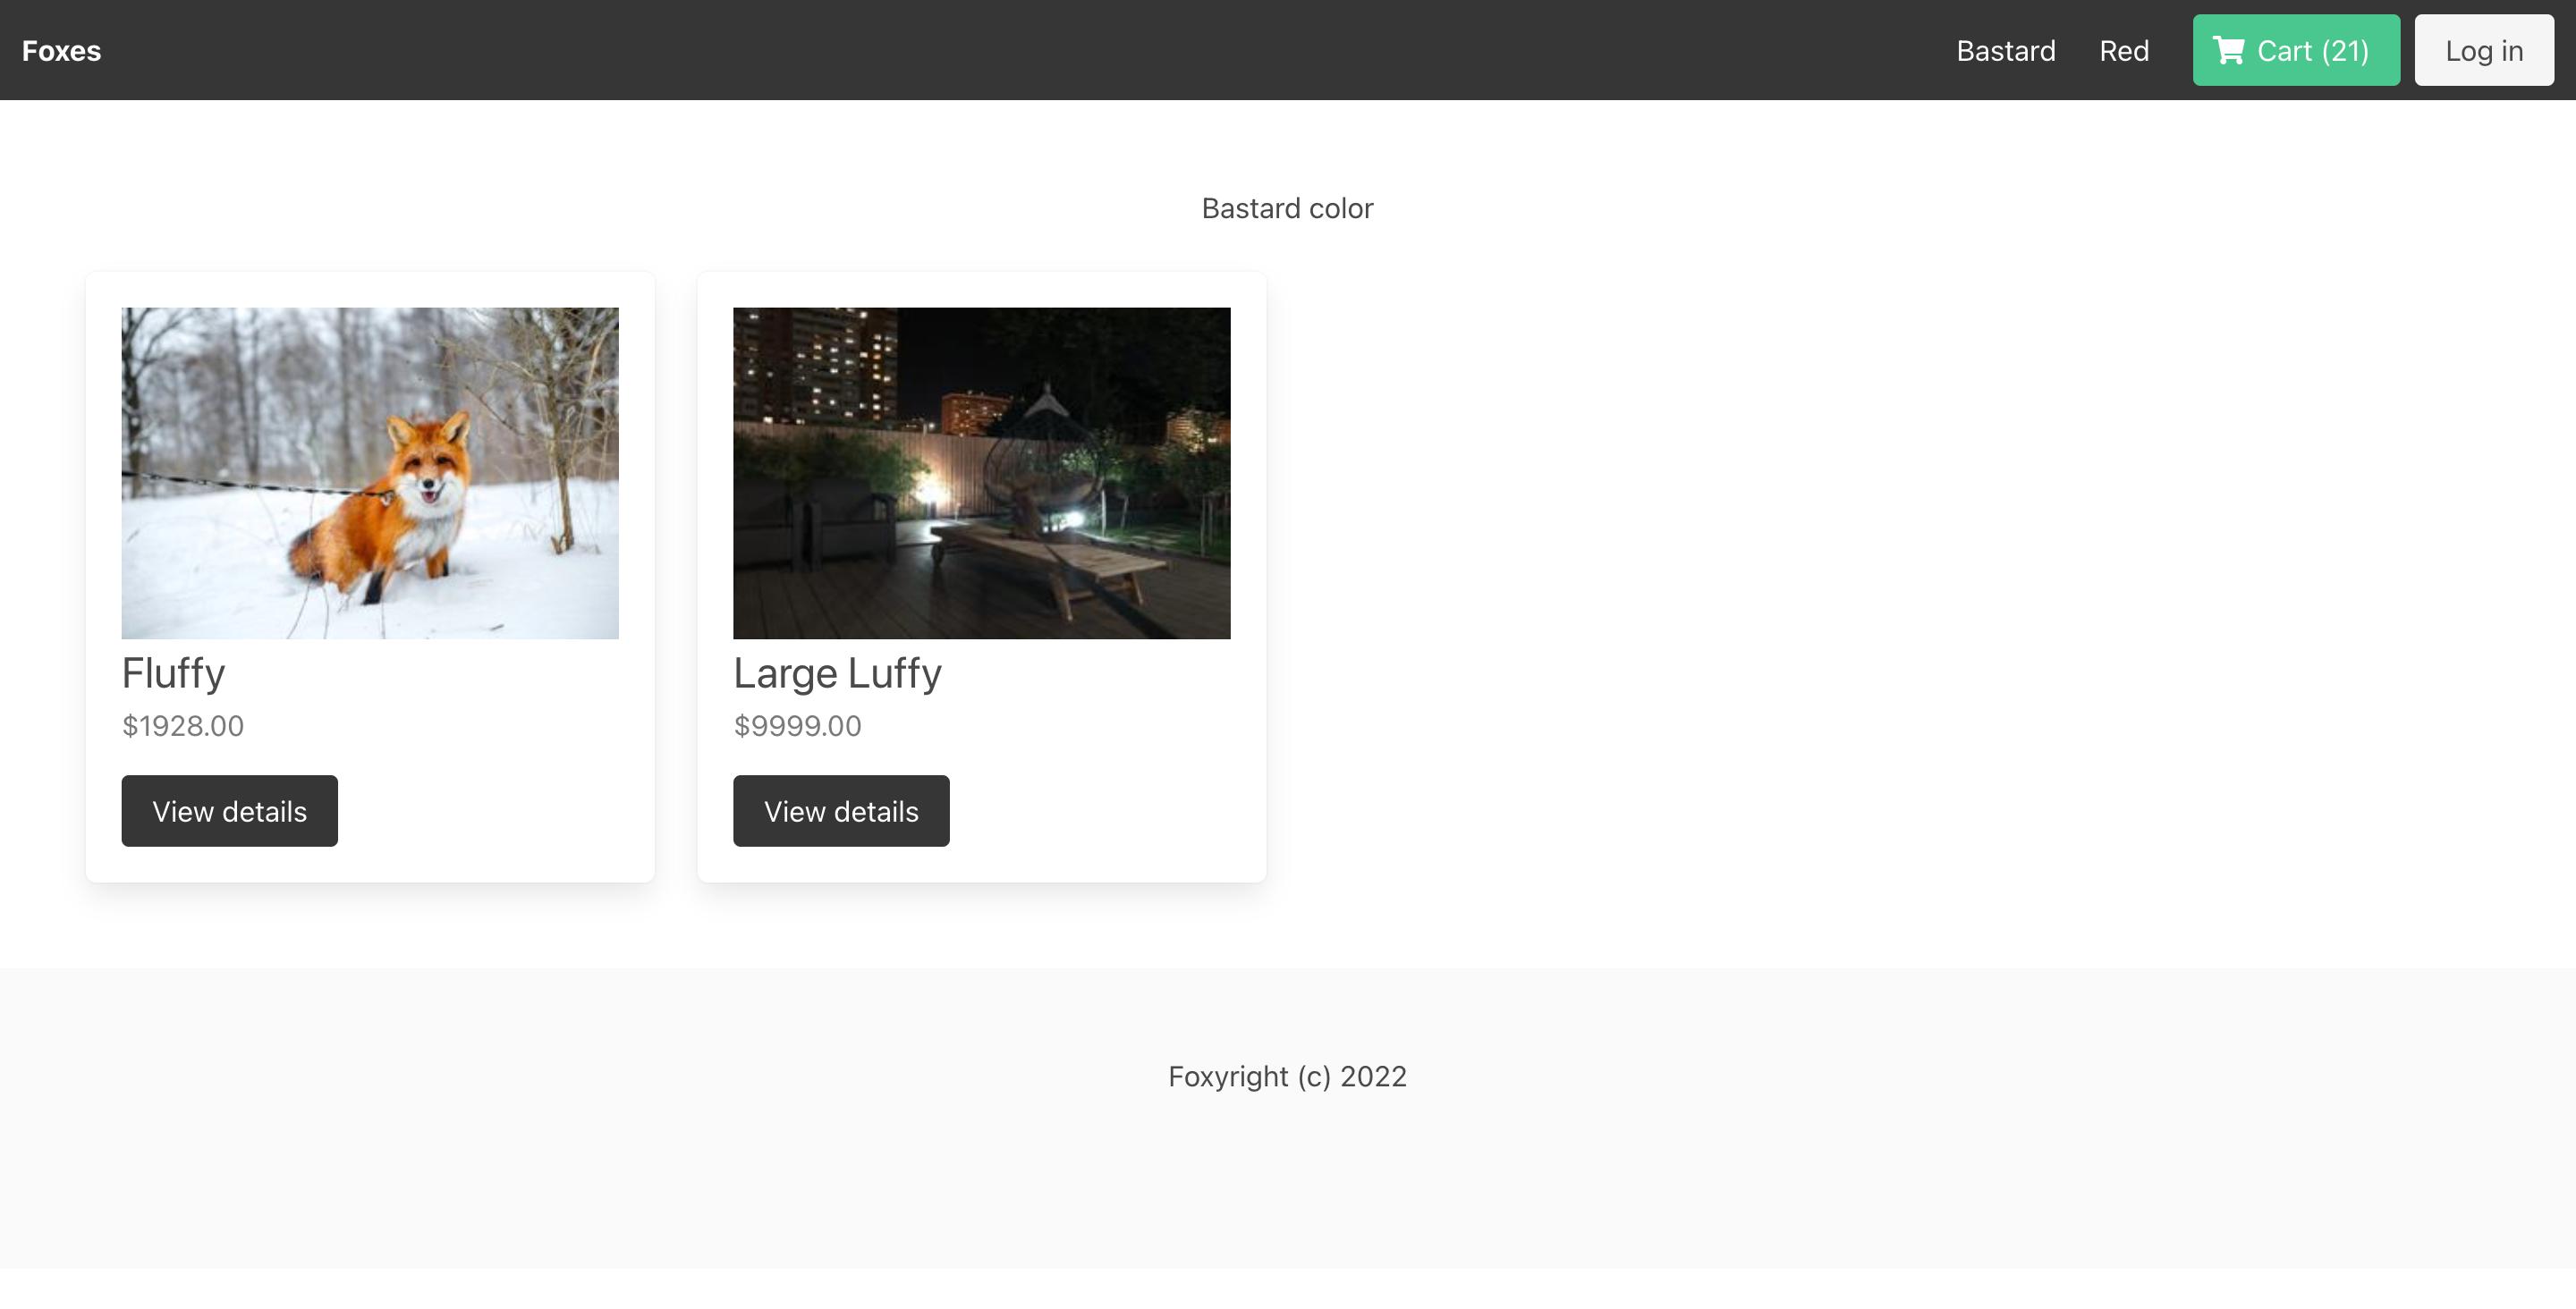 Foxes
Bastard
Red
Cart (21)
Log in
Bastard color
Fluffy
$1928.00
View details
Large Luffy
$9999.00
View details
Foxyright (c) 2022